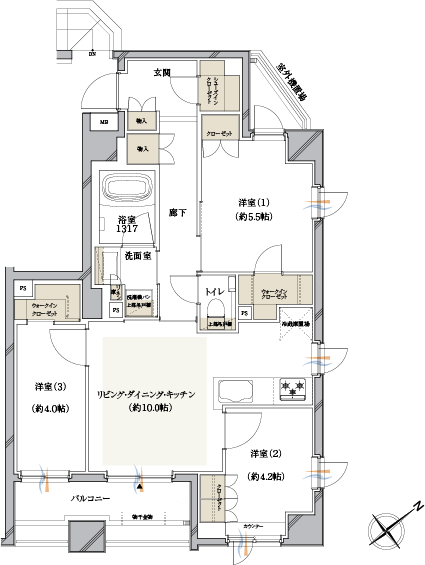 DN
玄関
シューズイン
クローゼット
室外機置場
MB
物入
物入
クローゼット
洋室(1)
(約5.5帖)
廊下
浴室
1317
洗面室
PS
洗濯機パン
上部吊戸棚
トイレ
上部吊戸棚
PS
ウォークイン
クローゼット
冷蔵庫置場
PS
ウォークイン
クローゼット
洋室(3)
(約4.0帖)
リビング・ダイニング・キッチン
(約10.0帖)
洋室(2)
(約4.2帖)
クローゼット
カウンター
バルコニー
物干金物
N